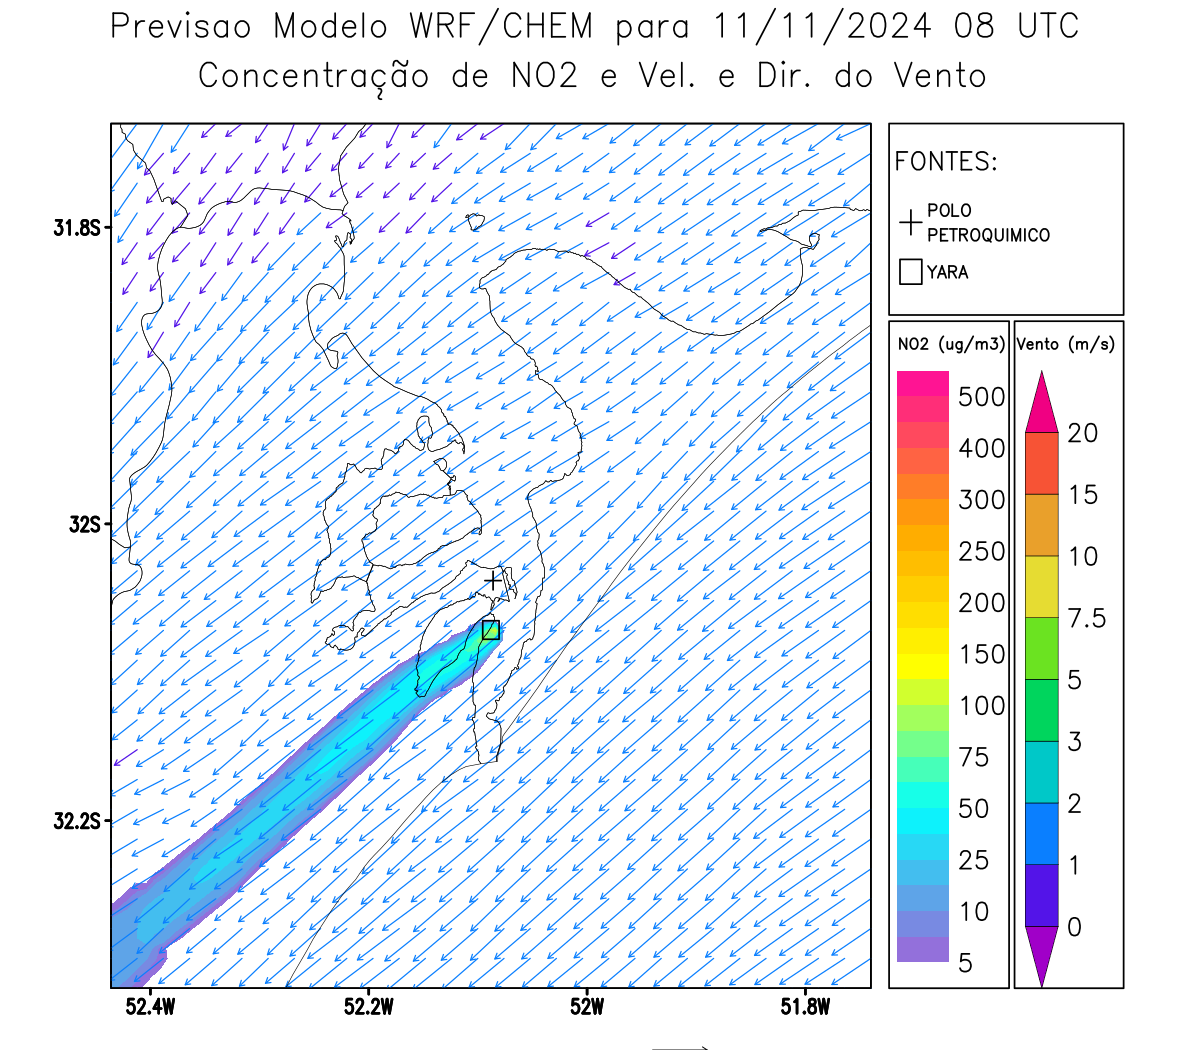 Previsao Modelo WRF/CHEM para 11/11/2024 08 UTC
Concentração de NO2 e Vel. e Dir. do Vento
FONTES:
POLO
PETROQUIMICO
YARA
31.8S
32S
32.2S
52.4W
52.2W
52W
51.8W
NO2 (ug/m3)
500
400
300
250
200
150
100
75
50
25
10
5
Vento (m/s)
20
15
10
7.5
5
3
2
1
0